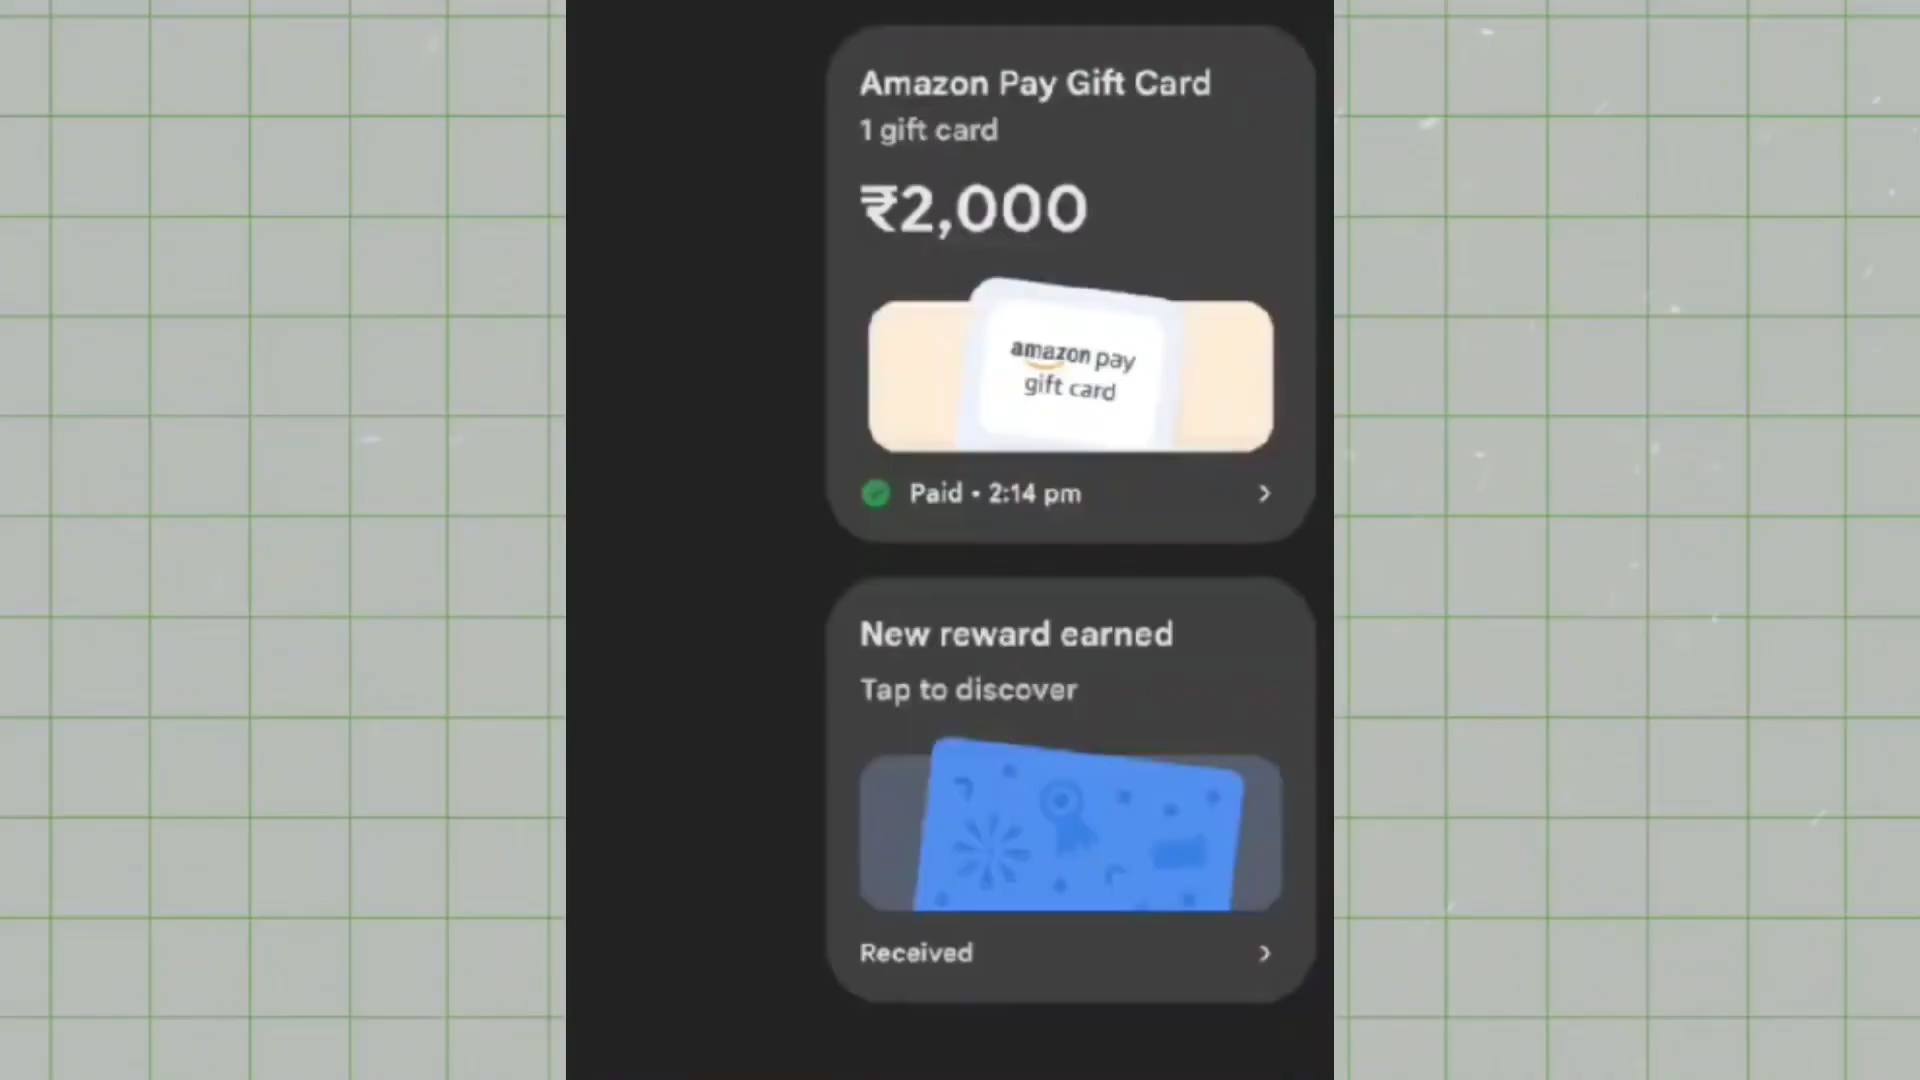 Amazon Pay Gift Card
1 gift card
₹2,000
amazon pay
gift card
Paid • 2:14 pm
New reward earned
Tap to discover
Received